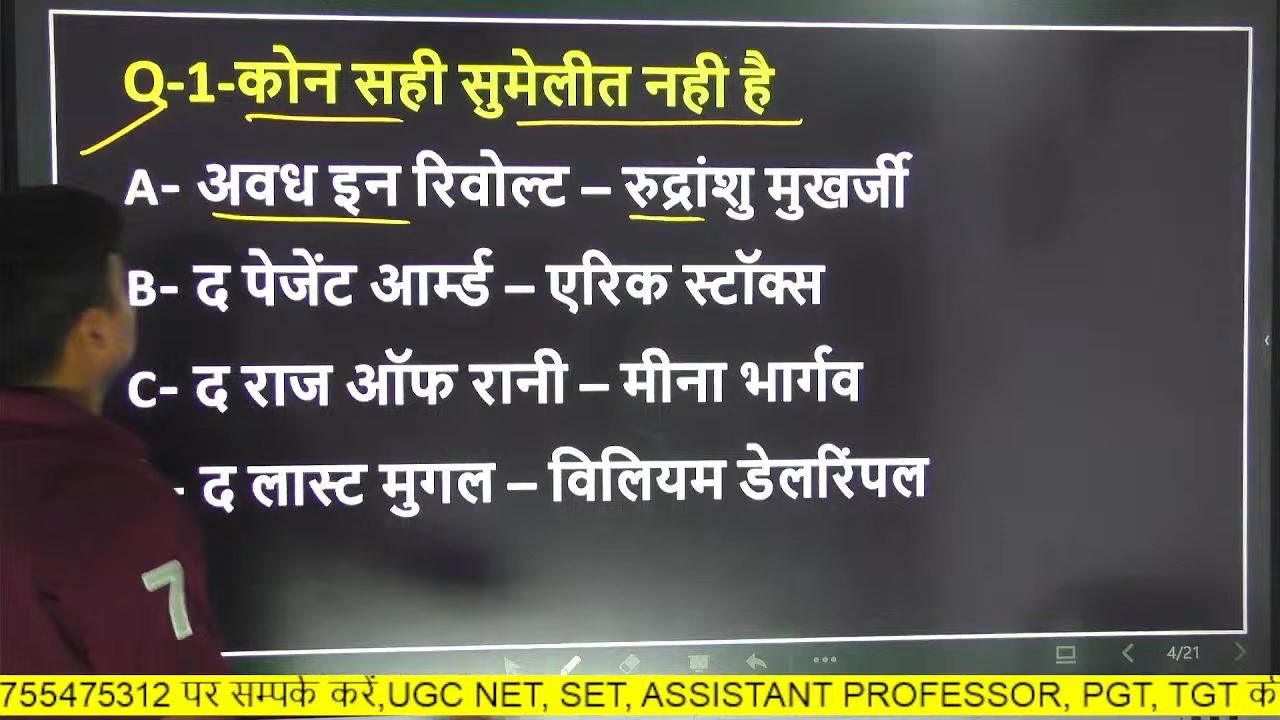 Q-1-कोन सही सुमेलीत नही है
A- अवध इन रिवोल्ट – रुद्रांशु मुखर्जी
B- द पेजेंट आर्म्ड – एरिक स्टॉक्स
C- द राज ऑफ रानी – मीना भार्गव
- द लास्ट मुगल – विलियम डेलरिंपल
7
4/21
755475312 पर सम्पर्क करें,UGC NET, SET, ASSISTANT PROFESSOR, PGT, TGT के